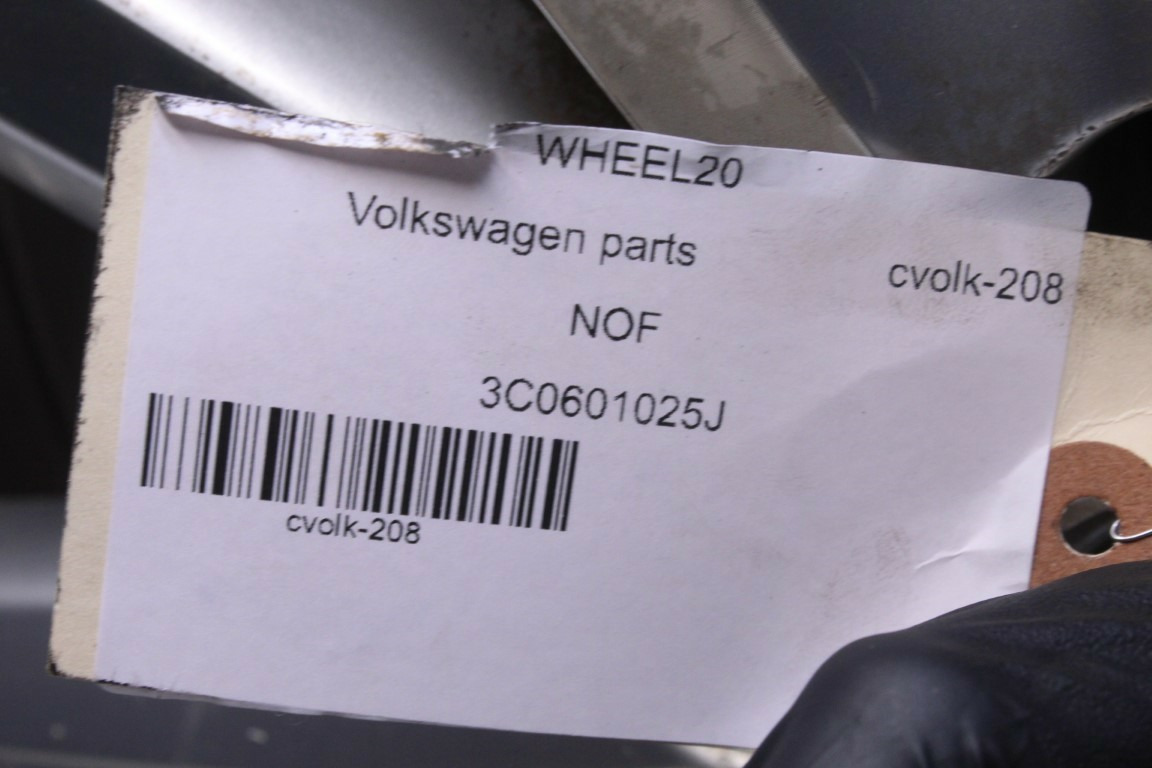 WHEEL20
Volkswagen parts
cvolk-208
NOF
3C0601025J
cvolk-208